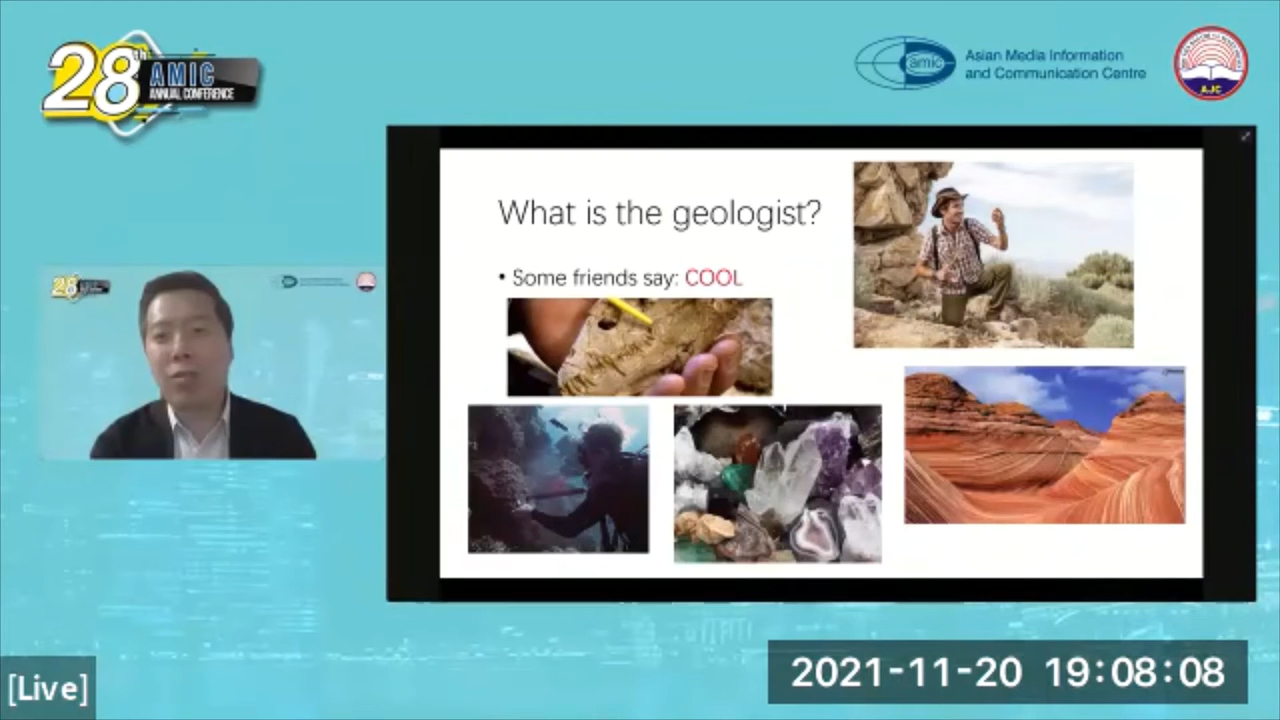 28th
AMIC
ANNUAL CONFERENCE
amic
Asian Media Information
and Communication Centre
AJC
What is the geologist?
• Some friends say: COOL
28
[Live]
2021-11-20 19:08:08